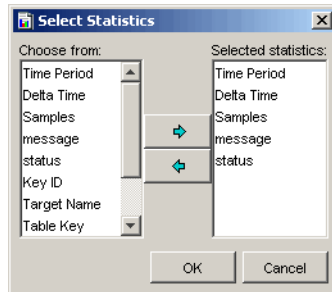 Select Statistics
Choose from:
Time Period
Delta Time
Samples
message
status
Key ID
Target Name
Table Key
Selected statistics:
Time Period
Delta Time
Samples
message
status
OK
Cancel